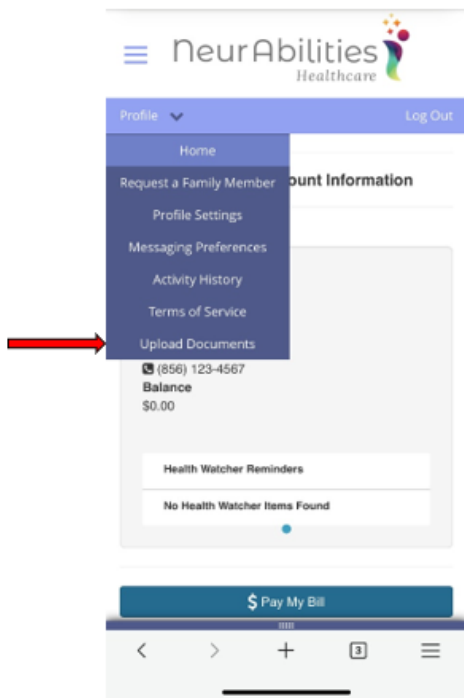 NeurAbilities
Healthcare
Profile Log Out
Home
Request a Family Member
ount Information
Profile Settings
Messaging Preferences
Activity History
Terms of Service
Upload Documents
(856) 123-4567
Balance
$0.00
Health Watcher Reminders
No Health Watcher Items Found
$ Pay My Bill
3